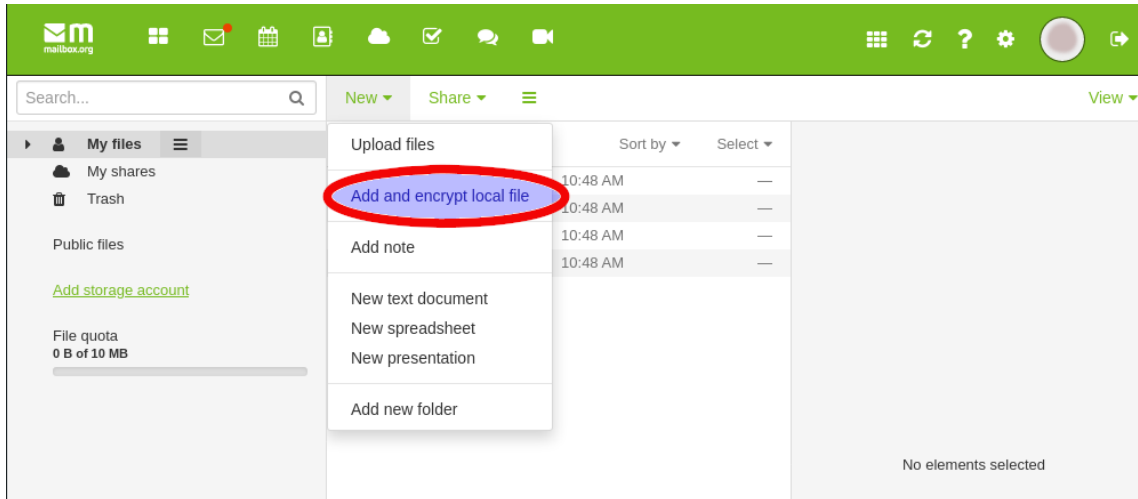 mailbox.org
Search...
New
Share
View
My files
My shares
Trash
Public files
Add storage account
File quota
0 B of 10 MB
Upload files
Add and encrypt local file
Add note
New text document
New spreadsheet
New presentation
Add new folder
Sort by
Select
10:48 AM —
10:48 AM —
10:48 AM —
10:48 AM —
No elements selected